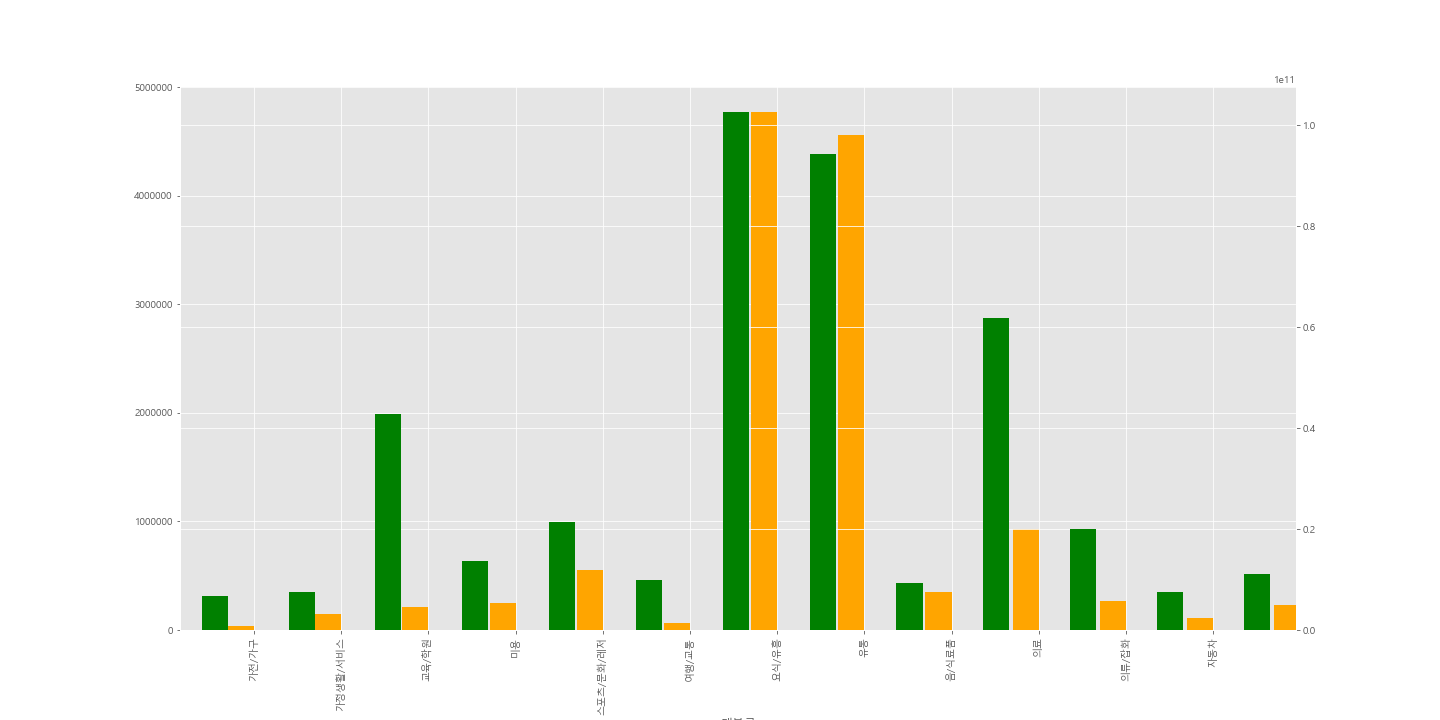 1e11
5000000
4000000
3000000
2000000
1000000
0
1.0
0.8
0.6
0.4
0.2
0.0
가전/가구
가정생활/서비스
교육/학원
미용
스포츠/문화/레저
여행/교통
요식/유흥
유통
음/식료품
의료
의류/잡화
자동차